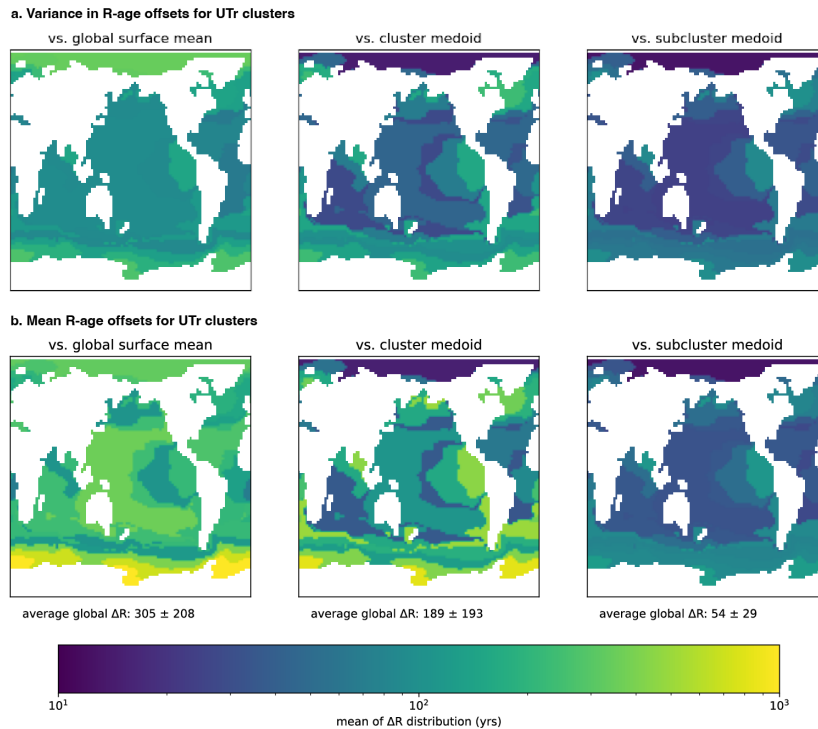 a. Variance in R-age offsets for UTr clusters
vs. global surface mean
vs. cluster medoid
vs. subcluster medoid
b. Mean R-age offsets for UTr clusters
vs. global surface mean
vs. cluster medoid
vs. subcluster medoid
average global ΔR: 305 ± 208
average global ΔR: 189 ± 193
average global ΔR: 54 ± 29
10¹
10²
10³
mean of ΔR distribution (yrs)